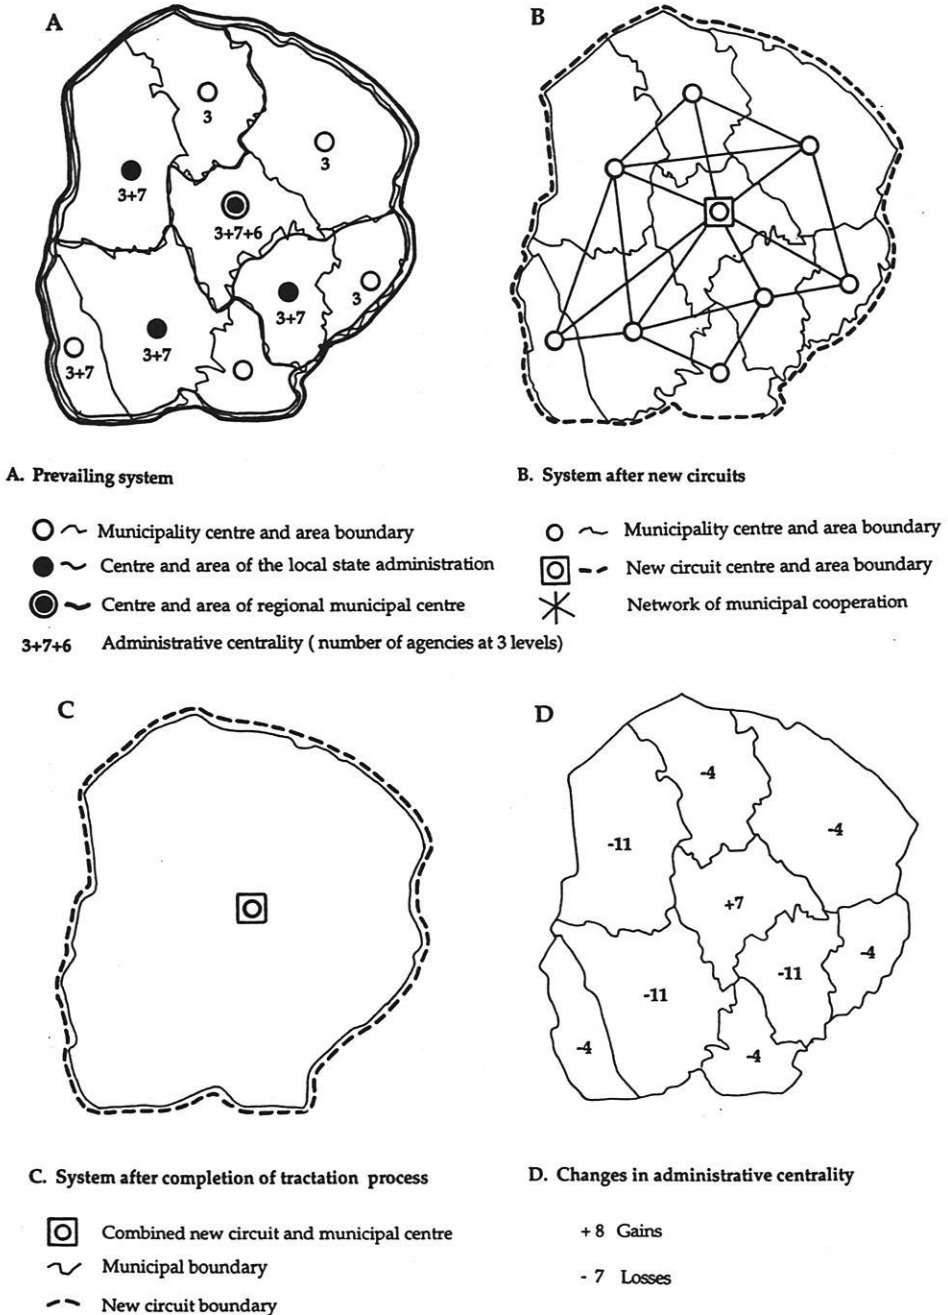 A
3
3
3+7
3+7+6
3
3+7
3+7
3+7
B
A. Prevailing system
Municipality centre and area boundary
Centre and area of the local state administration
Centre and area of regional municipal centre
3+7+6 Administrative centrality ( number of agencies at 3 levels)
B. System after new circuits
Municipality centre and area boundary
New circuit centre and area boundary
Network of municipal cooperation
C
D
-4
-4
-11
+7
-4
-11
-11
-4
-4
C. System after completion of tractation process
Combined new circuit and municipal centre
Municipal boundary
New circuit boundary
D. Changes in administrative centrality
+ 8 Gains
- 7 Losses